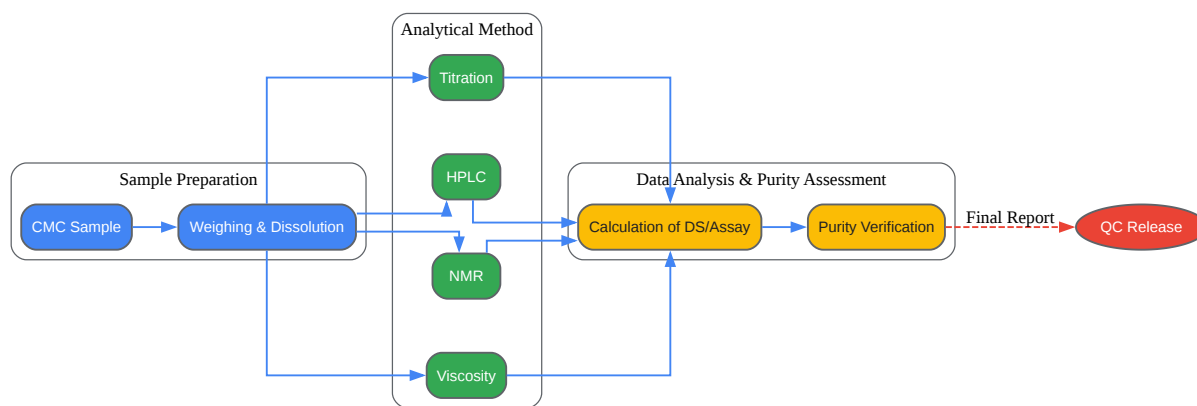 Analytical Method
Titration
HPLC
NMR
Viscosity
Sample Preparation
CMC Sample
Weighing & Dissolution
Data Analysis & Purity Assessment
Calculation of DS/Assay
Purity Verification
Final Report
QC Release